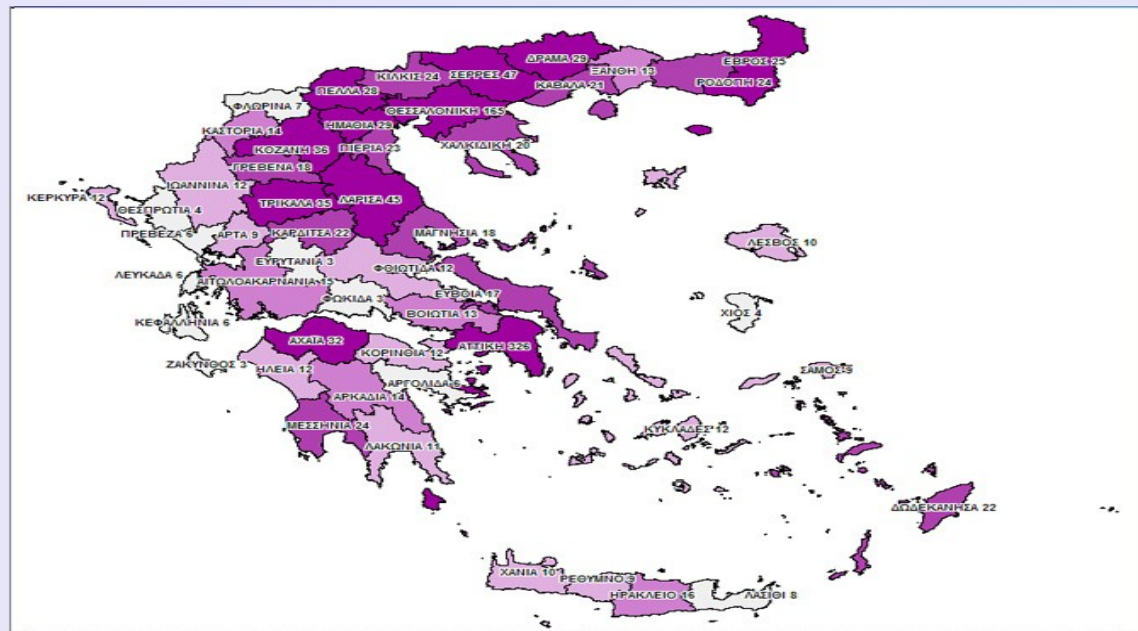 ΔΡΑΜΑ 29
ΕΒΡΟΣ 25
ΞΑΝΘΗ 13
ΣΕΡΡΕΣ 47
ΚΙΛΚΙΣ 24
ΡΟΔΟΠΗ 24
ΚΑΒΑΛΑ 21
ΠΕΛΛΑ 28
ΦΛΩΡΙΝΑ 7
ΘΕΣΣΑΛΟΝΙΚΗ 165
ΗΜΑΘΙΑ 29
ΚΑΣΤΟΡΙΑ 14
ΧΑΛΚΙΔΙΚΗ 20
ΚΟΖΑΝΗ 36
ΠΙΕΡΙΑ 23
ΓΡΕΒΕΝΑ 18
ΙΩΑΝΝΙΝΑ 12
ΚΕΡΚΥΡΑ 12
ΛΑΡΙΣΑ 45
ΤΡΙΚΑΛΑ 35
ΘΕΣΠΡΩΤΙΑ 4
ΠΡΕΒΕΖΑ 6
ΑΡΤΑ 9
ΚΑΡΔΙΤΣΑ 22
ΜΑΓΝΗΣΙΑ 18
ΛΕΣΒΟΣ 10
ΕΥΡΥΤΑΝΙΑ 3
ΦΘΙΩΤΙΔΑ 12
ΛΕΥΚΑΔΑ 6
ΑΙΤΩΛΟΑΚΑΡΝΑΝΙΑ 15
ΕΥΒΟΙΑ 17
ΦΩΚΙΔΑ 3
ΒΟΙΩΤΙΑ 13
ΧΙΟΣ 4
ΚΕΦΑΛΛΗΝΙΑ 6
ΑΧΑΪΑ 32
ΑΤΤΙΚΗ 326
ΚΟΡΙΝΘΙΑ 12
ΖΑΚΥΝΘΟΣ 3
ΗΛΕΙΑ 12
ΣΑΜΟΣ 5
ΑΡΓΟΛΙΔΑ 6
ΑΡΚΑΔΙΑ 14
ΜΕΣΣΗΝΙΑ 24
ΚΥΚΛΑΔΕΣ 12
ΛΑΚΩΝΙΑ 11
ΔΩΔΕΚΑΝΗΣΑ 22
ΧΑΝΙΑ 10
ΡΕΘΥΜΝΟ 9
ΗΡΑΚΛΕΙΟ 16
ΛΑΣΙΘΙ 8